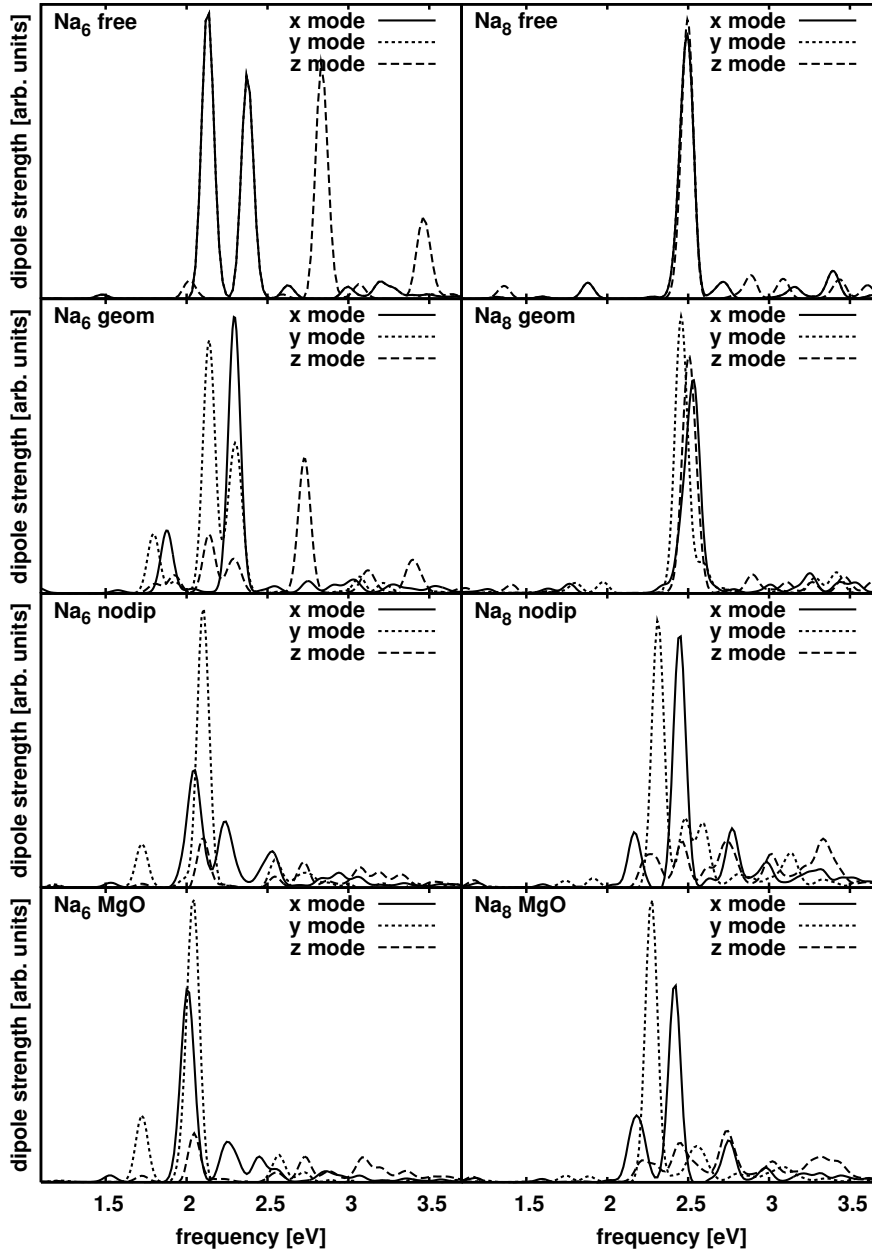 Na6 free
x mode
y mode
z mode
dipole strength [arb. units]
Na8 free
x mode
y mode
z mode
Na6 geom
x mode
y mode
z mode
dipole strength [arb. units]
Na8 geom
x mode
y mode
z mode
Na6 nodip
x mode
y mode
z mode
dipole strength [arb. units]
Na8 nodip
x mode
y mode
z mode
Na6 MgO
x mode
y mode
z mode
dipole strength [arb. units]
Na8 MgO
x mode
y mode
z mode
1.5 2 2.5 3 3.5
2 2.5 3 3.5
frequency [eV]
frequency [eV]